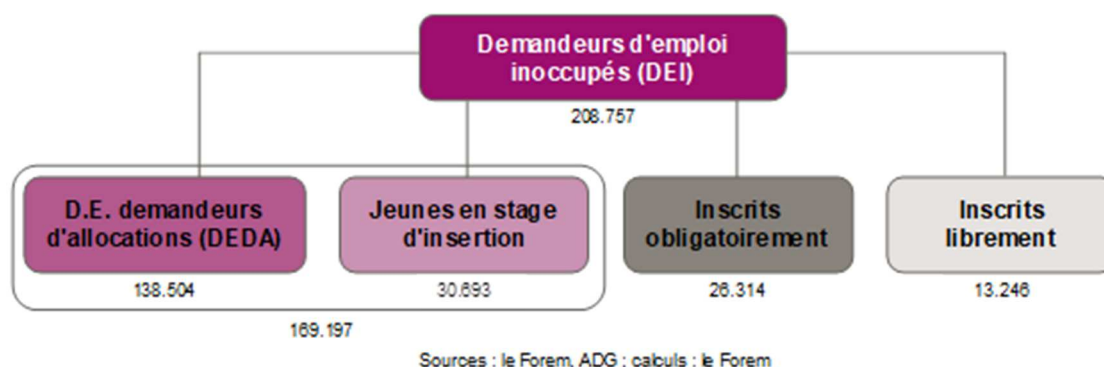 Demandeurs d'emploi
inoccupés (DEI)
208.757
D.E. demandeurs
d'allocations (DEDA)
138.504
Jeunes en stage
d'insertion
30.693
Inscrits
obligatoirement
26.314
Inscrits
librement
13.246
169.197
Sources : le Forem, ADG ; calculs : le Forem